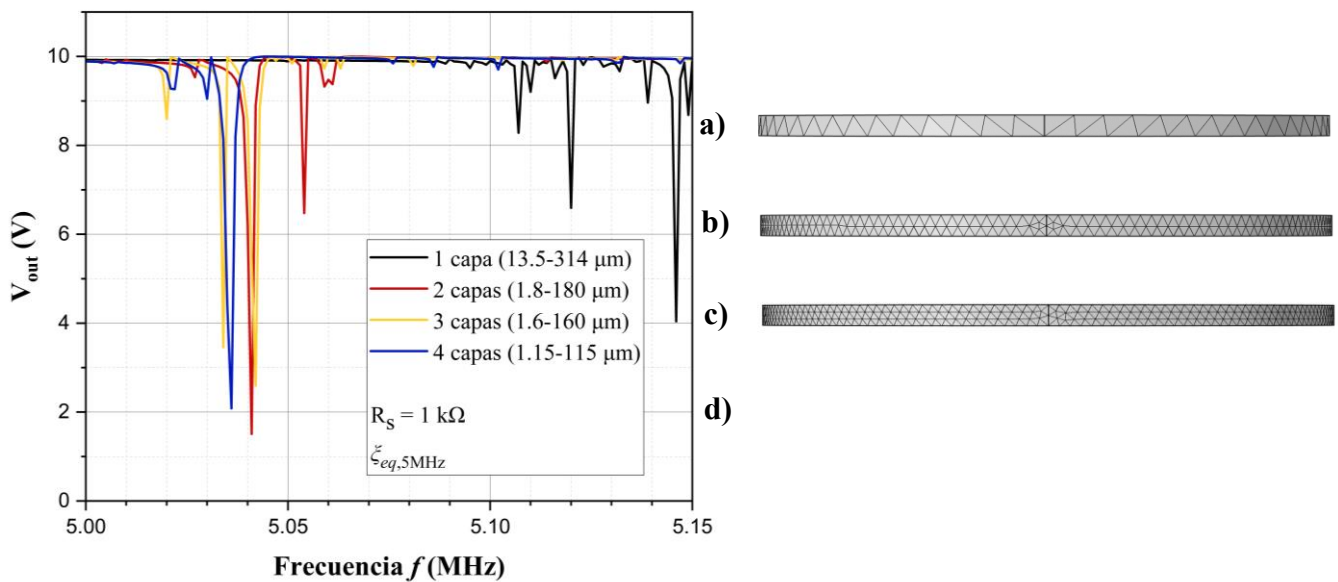 10
8
6
4
2
0
V_out (V)
1 capa (13.5-314 μm)
2 capas (1.8-180 μm)
3 capas (1.6-160 μm)
4 capas (1.15-115 μm)
R_S = 1 kΩ
ξ_eq,5MHz
5.00
5.05
5.10
5.15
Frecuencia f (MHz)
a)
b)
c)
d)